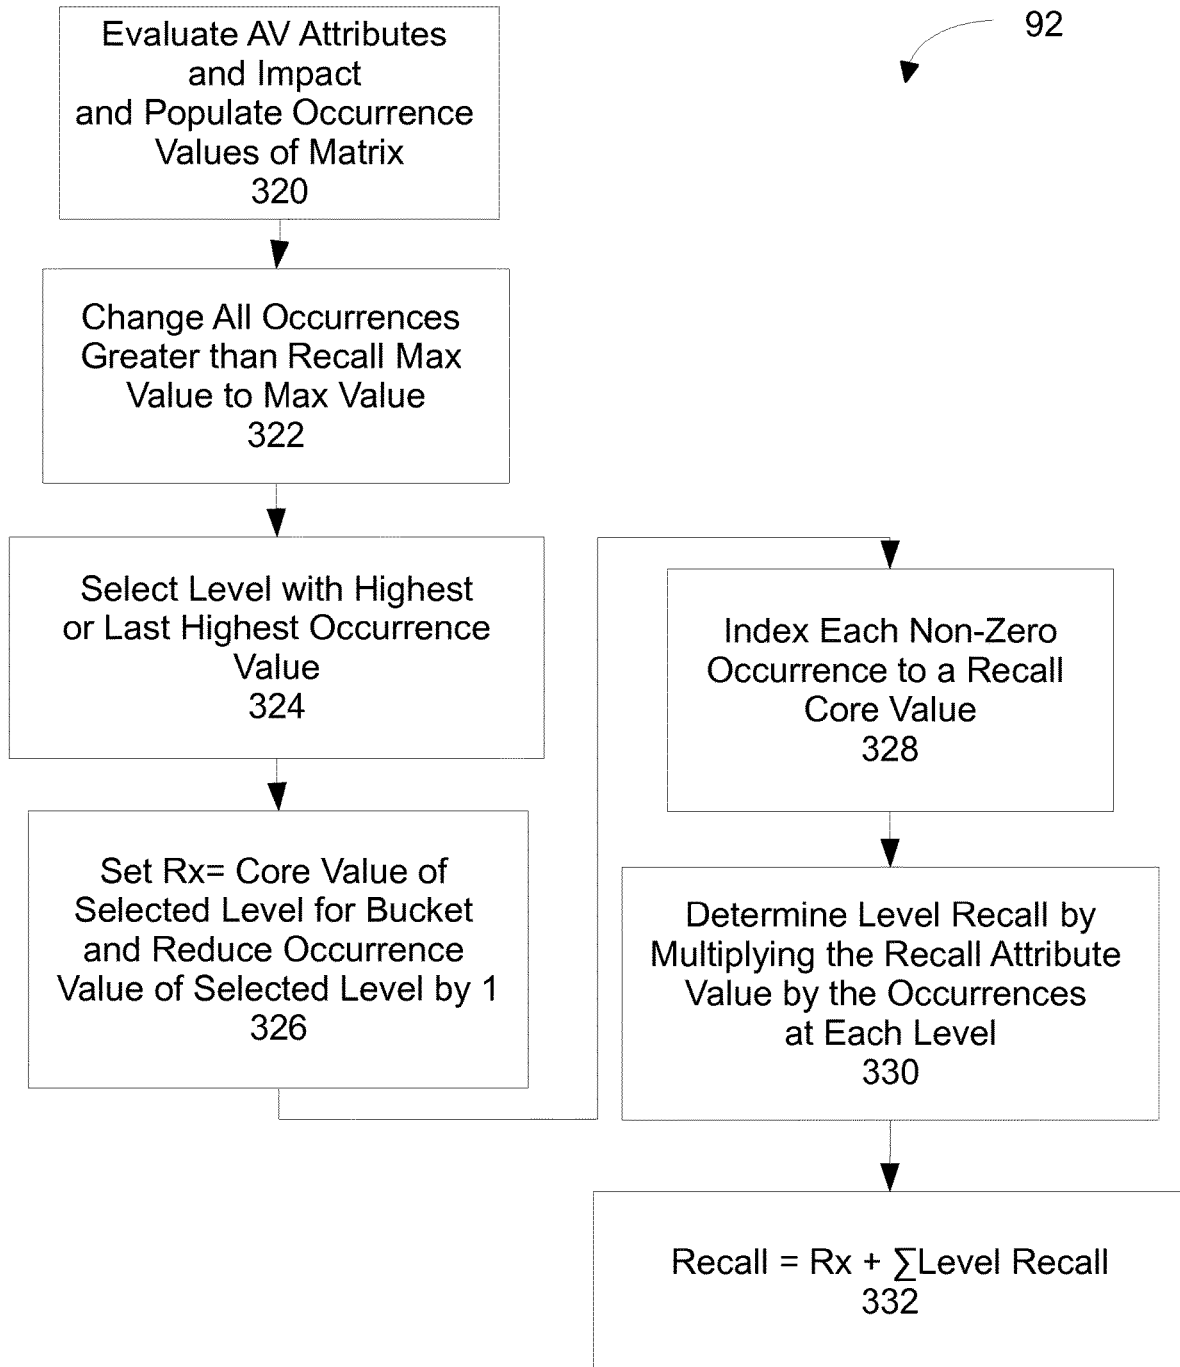 92
Evaluate AV Attributes
and Impact
and Populate Occurrence
Values of Matrix
320
Change All Occurrences
Greater than Recall Max
Value to Max Value
322
Select Level with Highest
or Last Highest Occurrence
Value
324
Set Rx= Core Value of
Selected Level for Bucket
and Reduce Occurrence
Value of Selected Level by 1
326
Index Each Non-Zero
Occurrence to a Recall
Core Value
328
Determine Level Recall by
Multiplying the Recall Attribute
Value by the Occurrences
at Each Level
330
Recall = Rx + ∑Level Recall
332